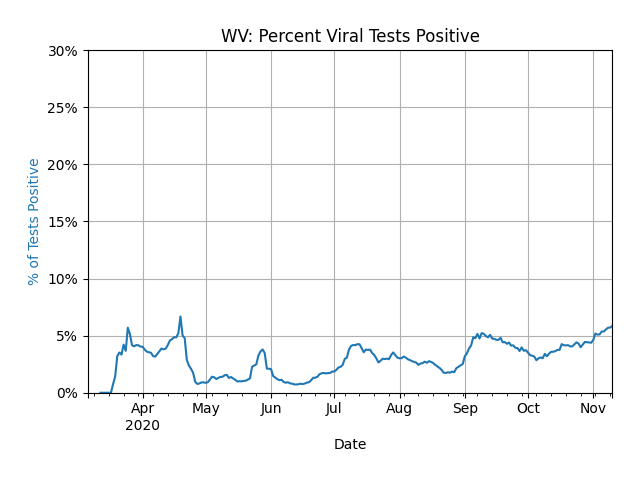 WV: Percent Viral Tests Positive
30%
25%
20%
15%
10%
5%
0%
% of Tests Positive
Apr May Jun Jul Aug Sep Oct Nov
2020
Date